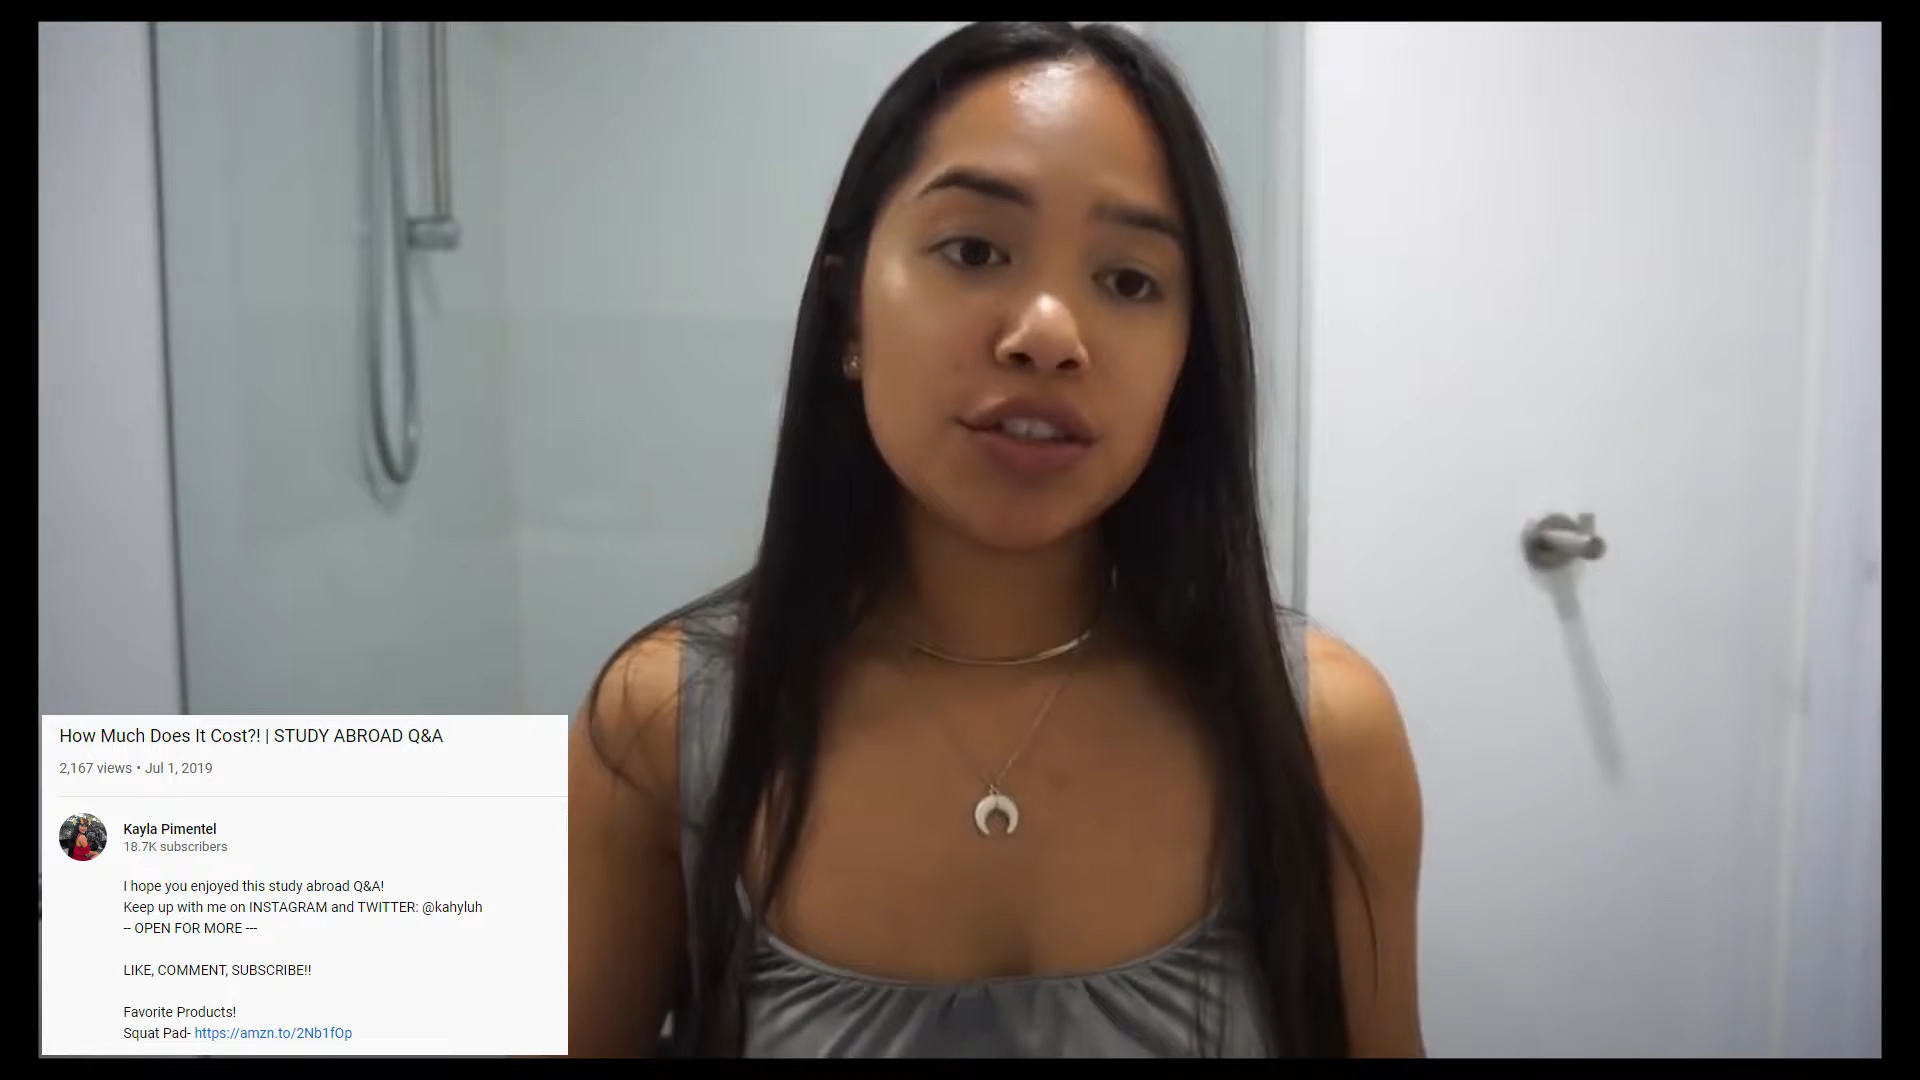 How Much Does It Cost?! | STUDY ABROAD Q&A
2,167 views • Jul 1, 2019
Kayla Pimentel
18.7K subscribers
I hope you enjoyed this study abroad Q&A!
Keep up with me on INSTAGRAM and TWITTER: @kahyluh
-- OPEN FOR MORE ---
LIKE, COMMENT, SUBSCRIBE!!
Favorite Products!
Squat Pad- https://amzn.to/2Nb1fOp